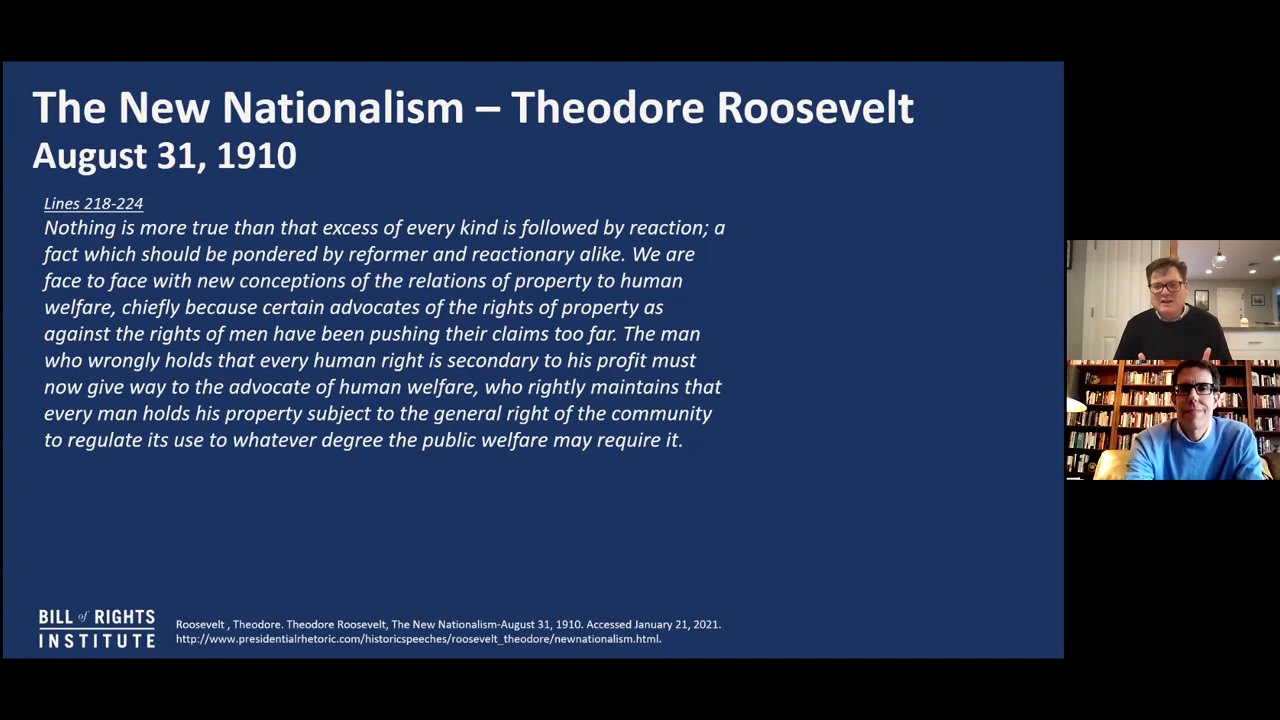 The New Nationalism – Theodore Roosevelt
August 31, 1910
Lines 218-224
Nothing is more true than that excess of every kind is followed by reaction; a
fact which should be pondered by reformer and reactionary alike. We are
face to face with new conceptions of the relations of property to human
welfare, chiefly because certain advocates of the rights of property as
against the rights of men have been pushing their claims too far. The man
who wrongly holds that every human right is secondary to his profit must
now give way to the advocate of human welfare, who rightly maintains that
every man holds his property subject to the general right of the community
to regulate its use to whatever degree the public welfare may require it.
BILL of RIGHTS
INSTITUTE
Roosevelt , Theodore. Theodore Roosevelt, The New Nationalism-August 31, 1910. Accessed January 21, 2021.
http://www.presidentialrhetoric.com/historicspeeches/roosevelt_theodore/newnationalism.html.